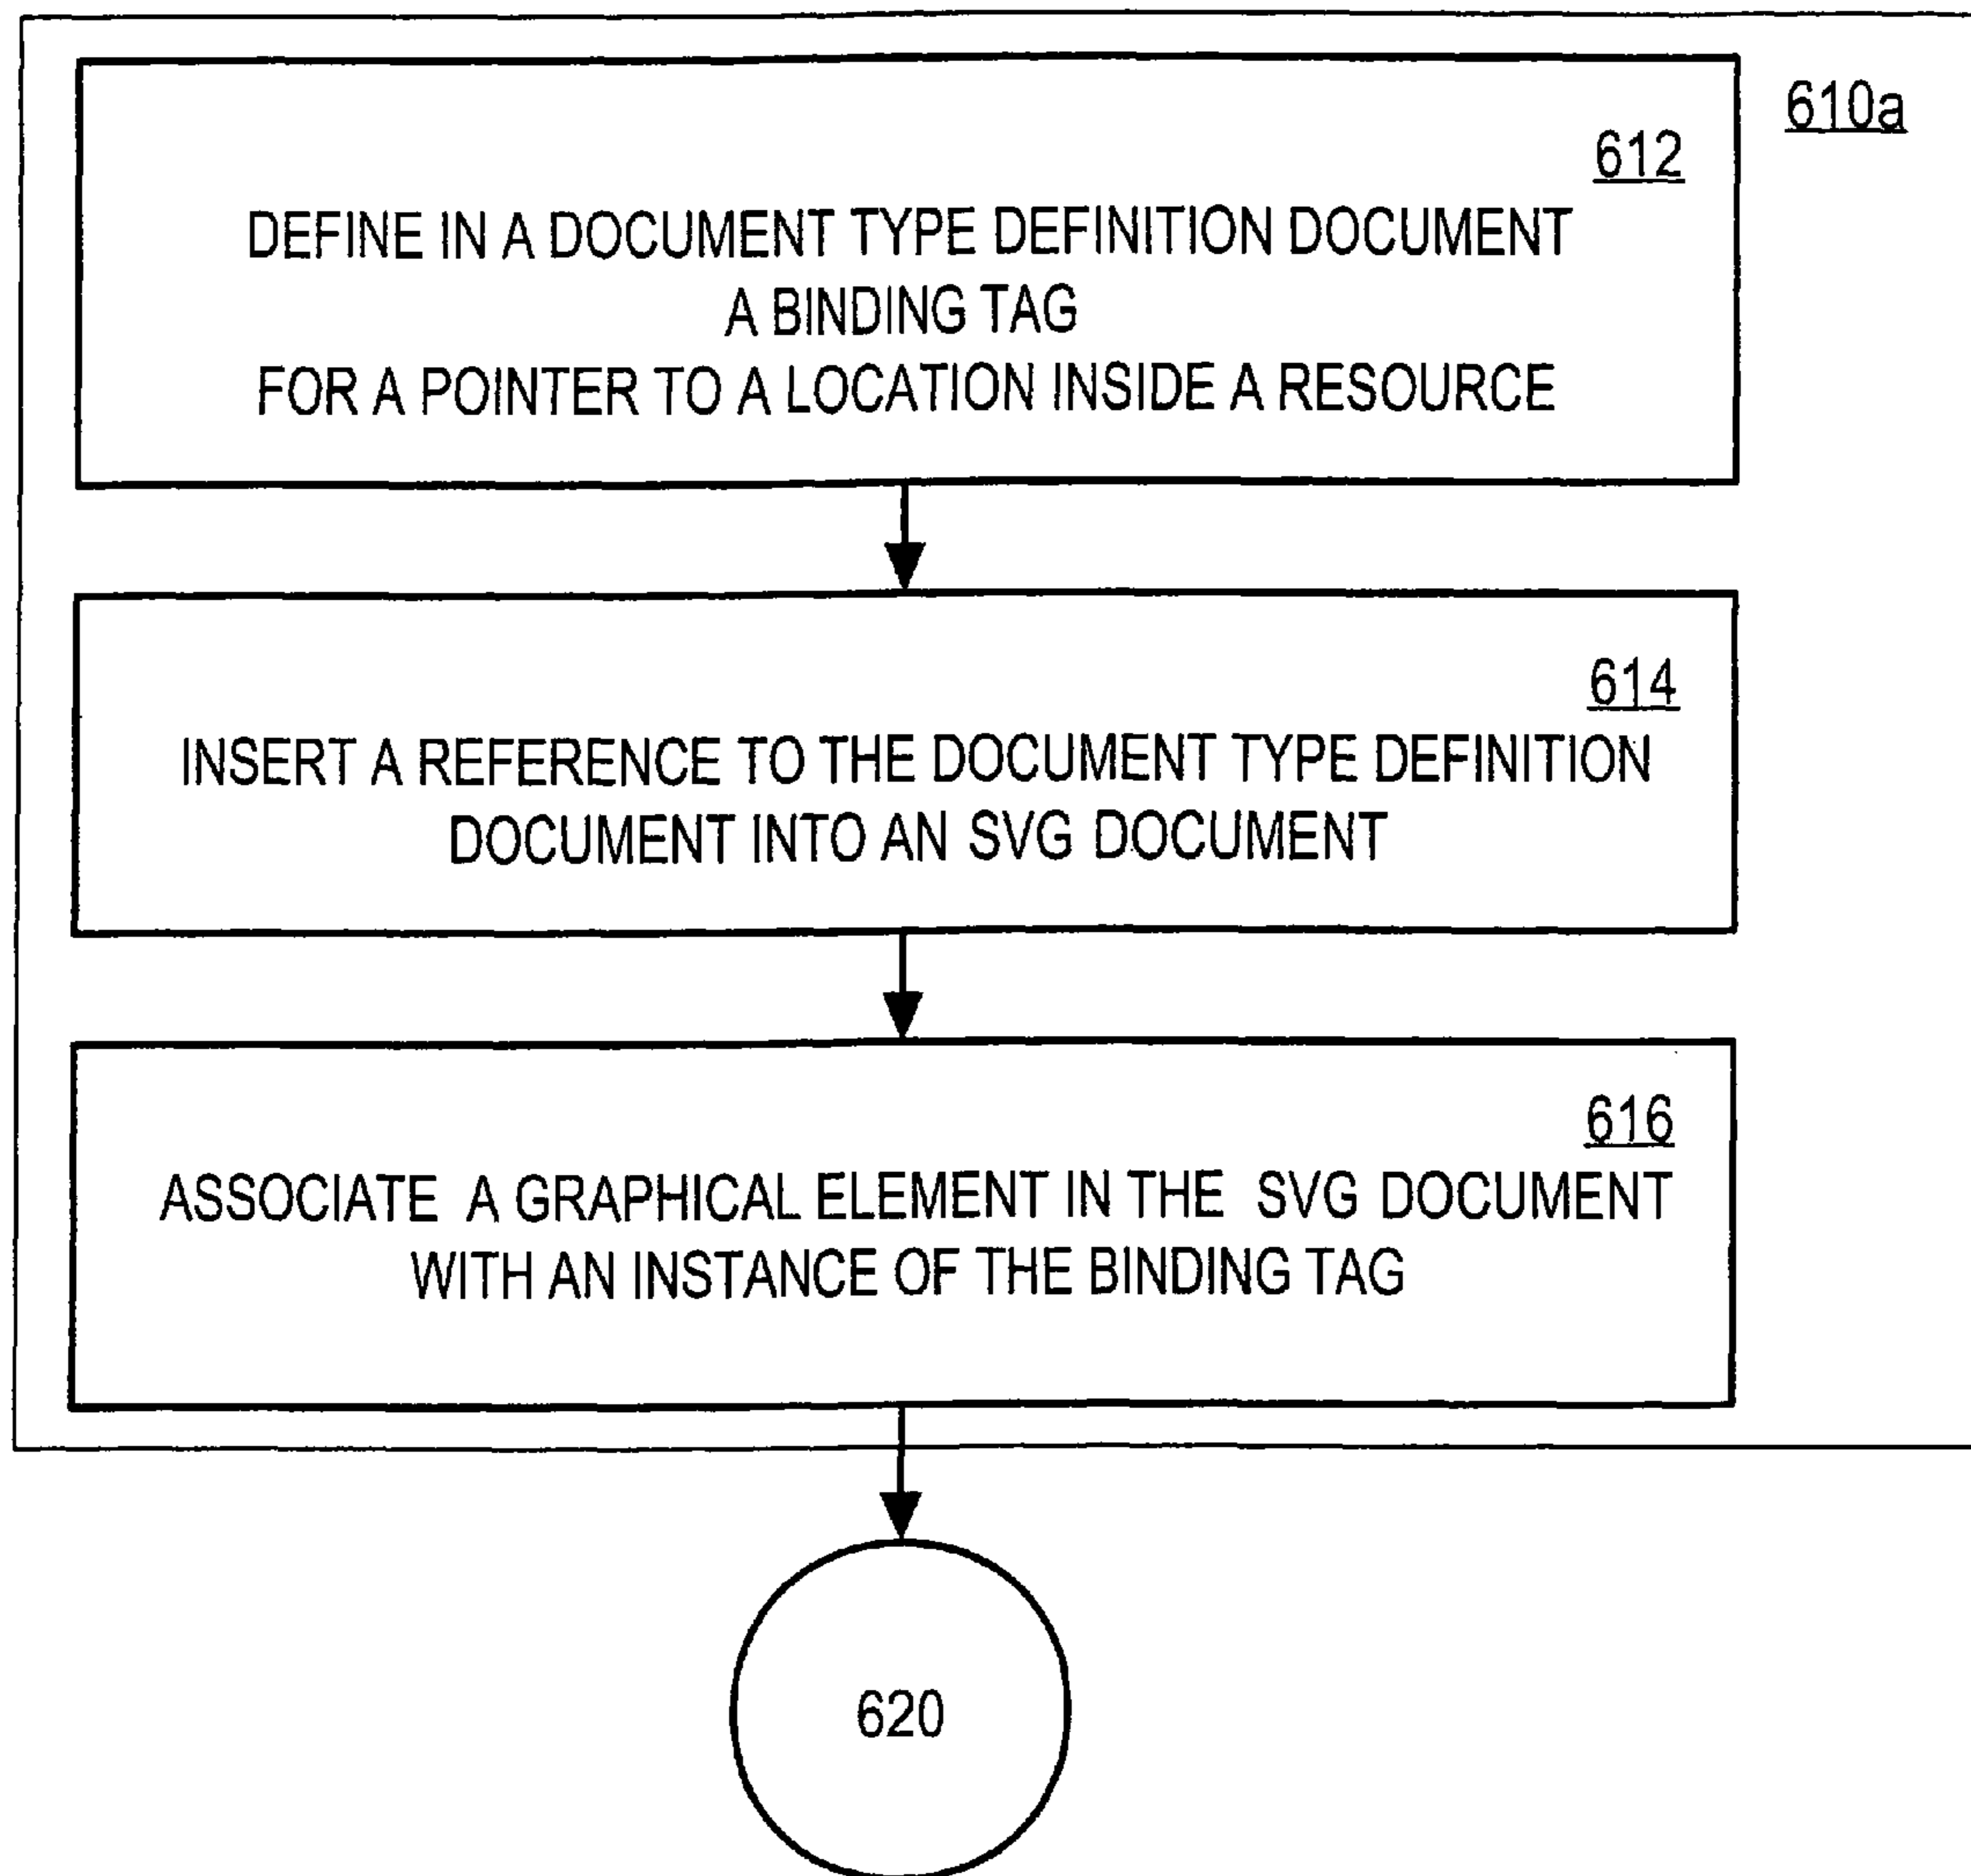 610a
612
DEFINE IN A DOCUMENT TYPE DEFINITION DOCUMENT
A BINDING TAG
FOR A POINTER TO A LOCATION INSIDE A RESOURCE
614
INSERT A REFERENCE TO THE DOCUMENT TYPE DEFINITION
DOCUMENT INTO AN SVG DOCUMENT
616
ASSOCIATE A GRAPHICAL ELEMENT IN THE SVG DOCUMENT
WITH AN INSTANCE OF THE BINDING TAG
620